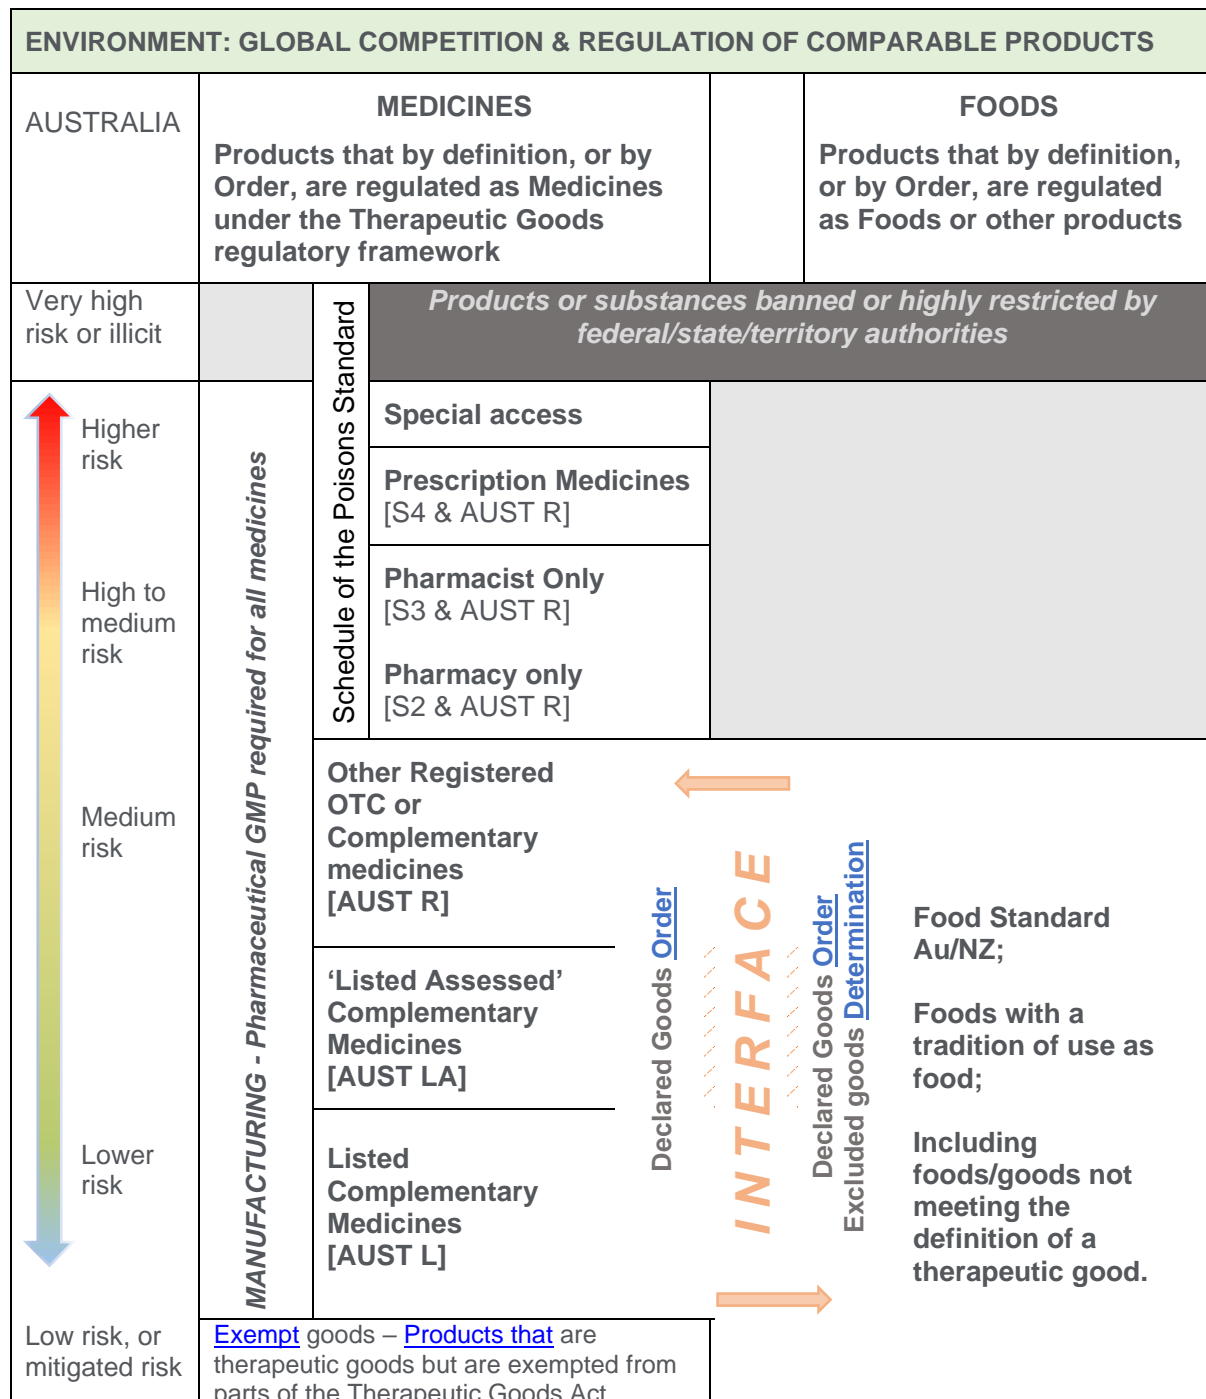 ENVIRONMENT: GLOBAL COMPETITION & REGULATION OF COMPARABLE PRODUCTS
AUSTRALIA
MEDICINES
Products that by definition, or by
Order, are regulated as Medicines
under the Therapeutic Goods
regulatory framework
FOODS
Products that by definition,
or by Order, are regulated
as Foods or other products
Very high
risk or illicit
Products or substances banned or highly restricted by
federal/state/territory authorities
Higher
risk
High to
medium
risk
Medium
risk
Lower
risk
MANUFACTURING - Pharmaceutical GMP required for all medicines
Schedule of the Poisons Standard
Special access
Prescription Medicines
[S4 & AUST R]
Pharmacist Only
[S3 & AUST R]
Pharmacy only
[S2 & AUST R]
Other Registered
OTC or
Complementary
medicines
[AUST R]
‘Listed Assessed’
Complementary
Medicines
[AUST LA]
Listed
Complementary
Medicines
[AUST L]
Declared Goods Order
INTERFACE
Declared Goods Order
Excluded goods Determination
Food Standard
Au/NZ;
Foods with a
tradition of use as
food;
Including
foods/goods not
meeting the
definition of a
therapeutic good.
Low risk, or
mitigated risk
Exempt goods – Products that are
therapeutic goods but are exempted from
parts of the Therapeutic Goods Act